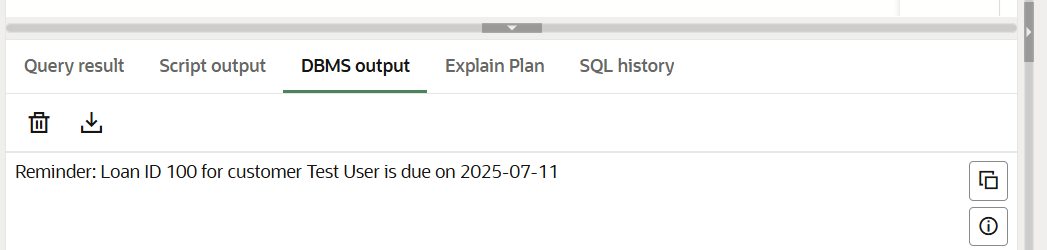 Query result Script output DBMS output Explain Plan SQL history
Reminder: Loan ID 100 for customer Test User is due on 2025-07-11